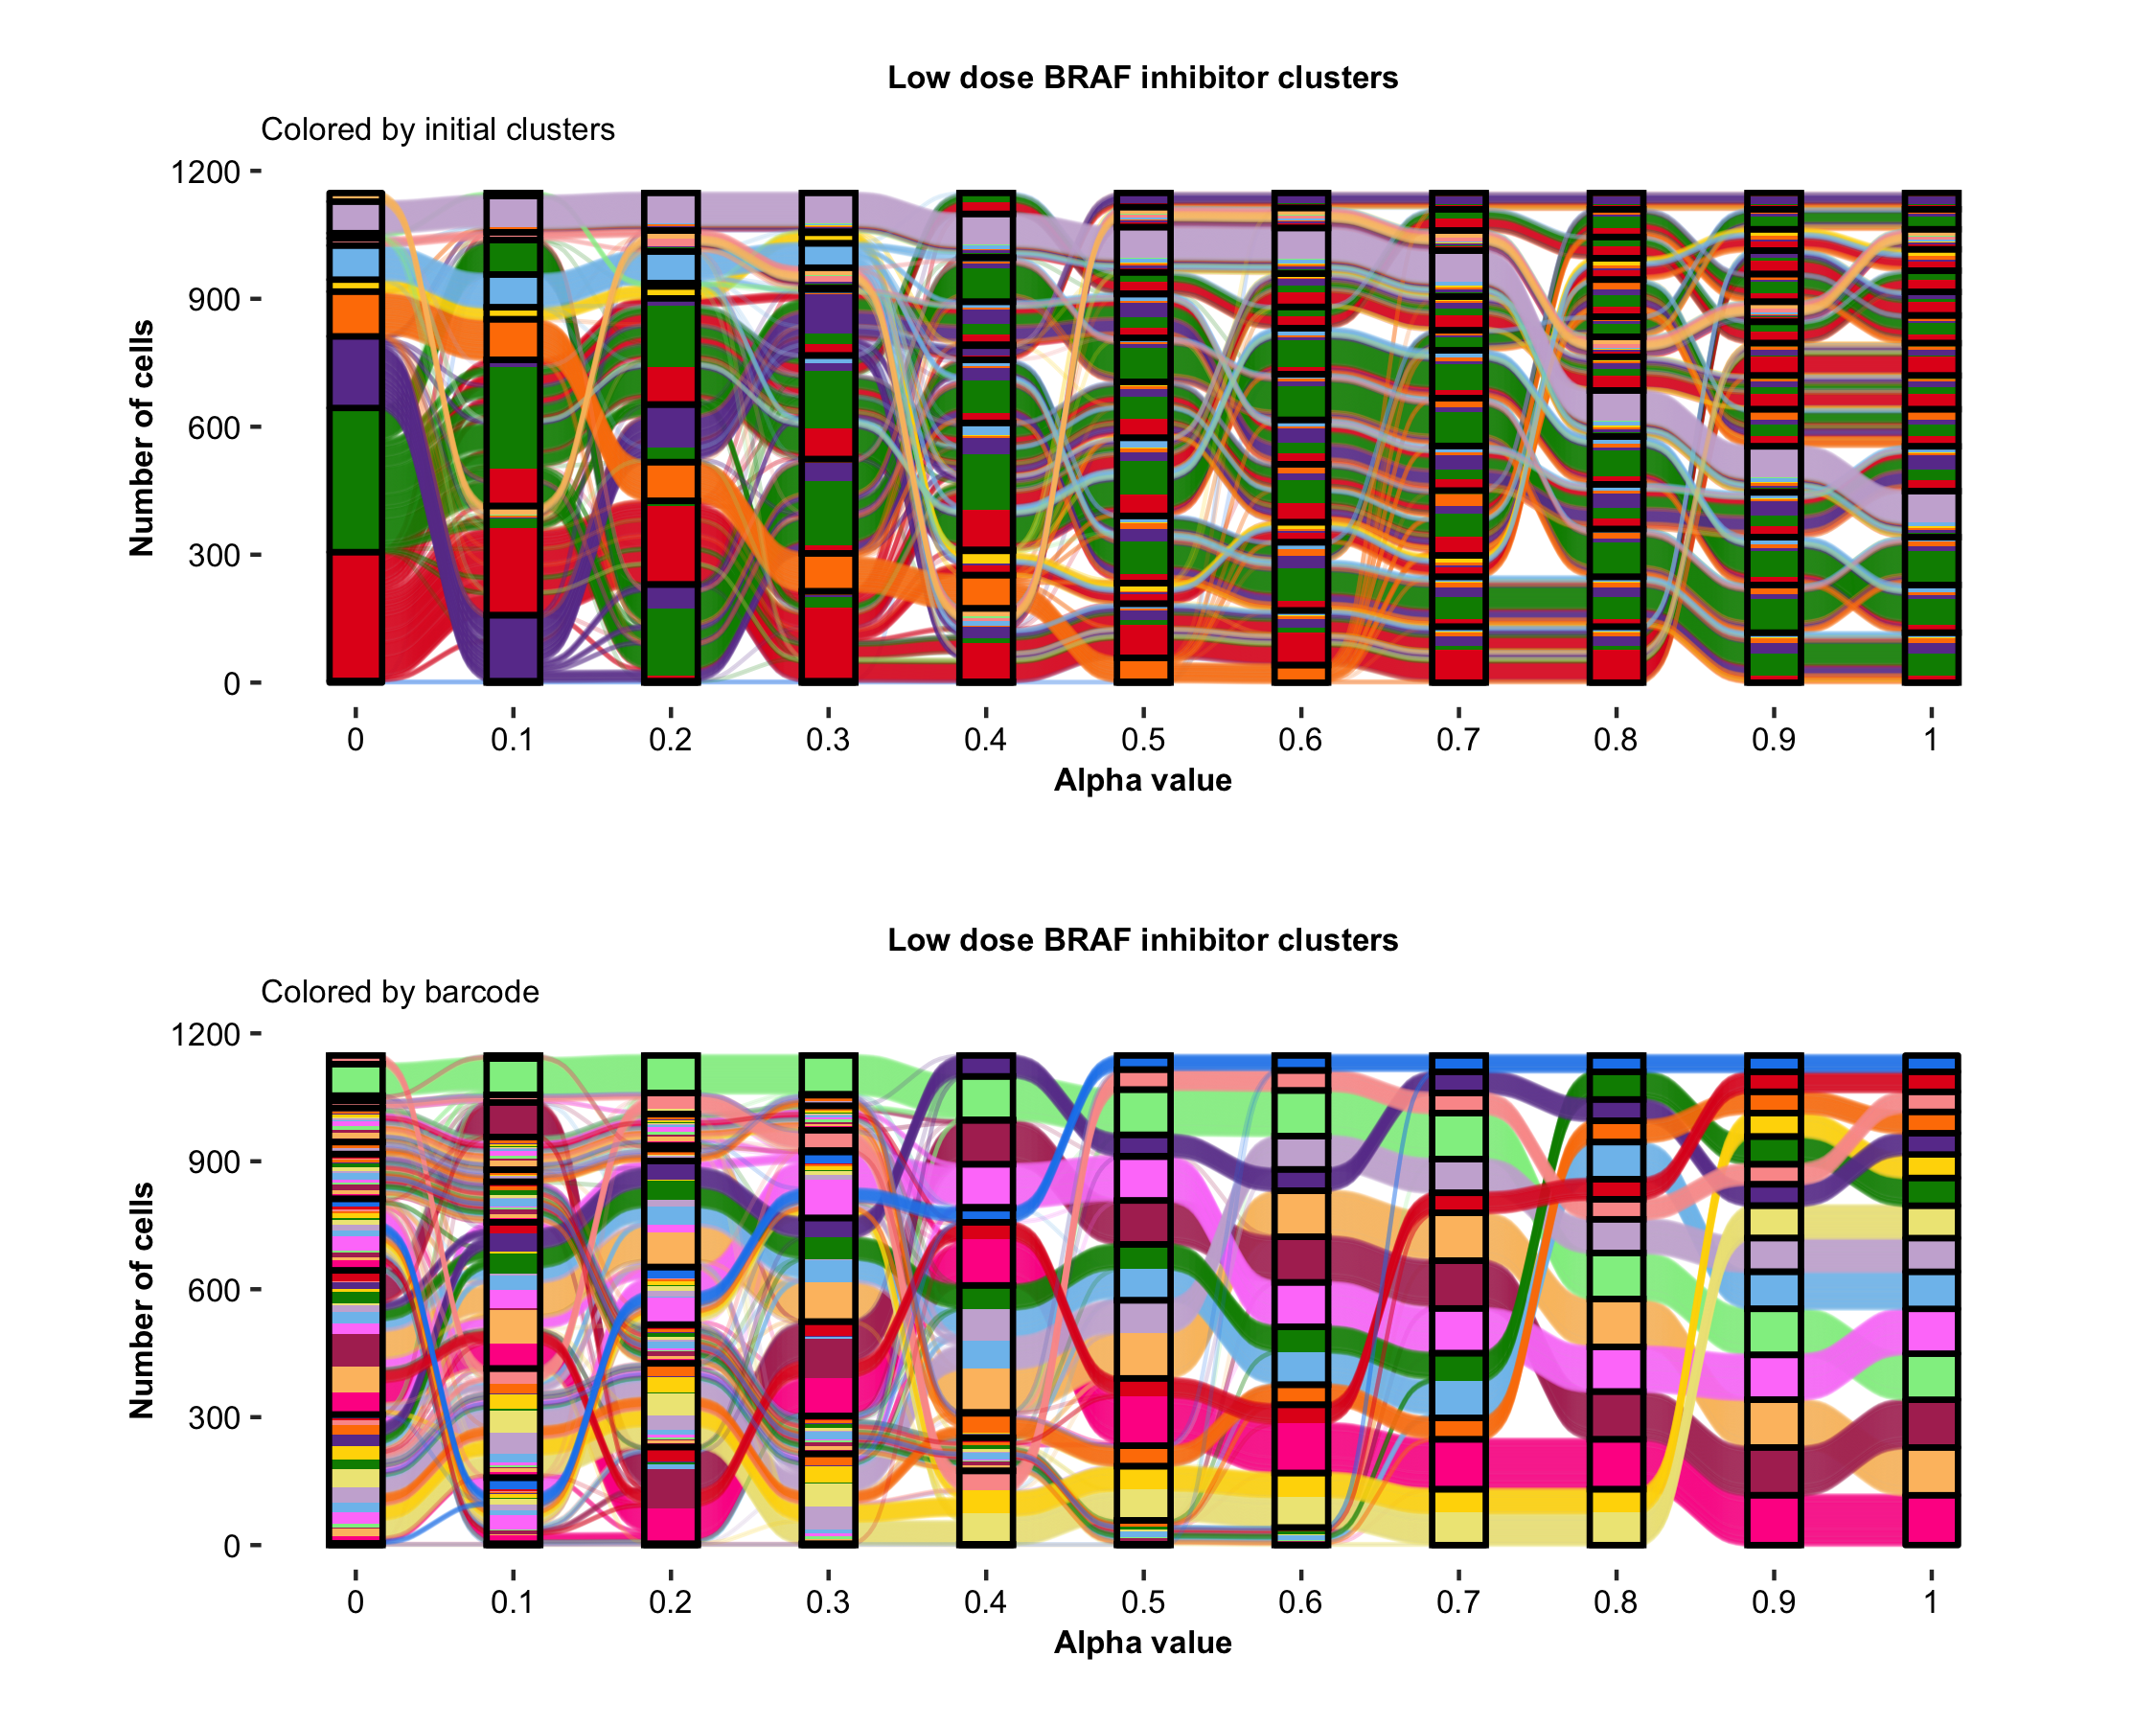 Low dose BRAF inhibitor clusters
Colored by initial clusters
1200
900
600
300
0
Number of cells
0 0.1 0.2 0.3 0.4 0.5 0.6 0.7 0.8 0.9 1
Alpha value
Low dose BRAF inhibitor clusters
Colored by barcode
1200
900
600
300
0
Number of cells
0 0.1 0.2 0.3 0.4 0.5 0.6 0.7 0.8 0.9 1
Alpha value